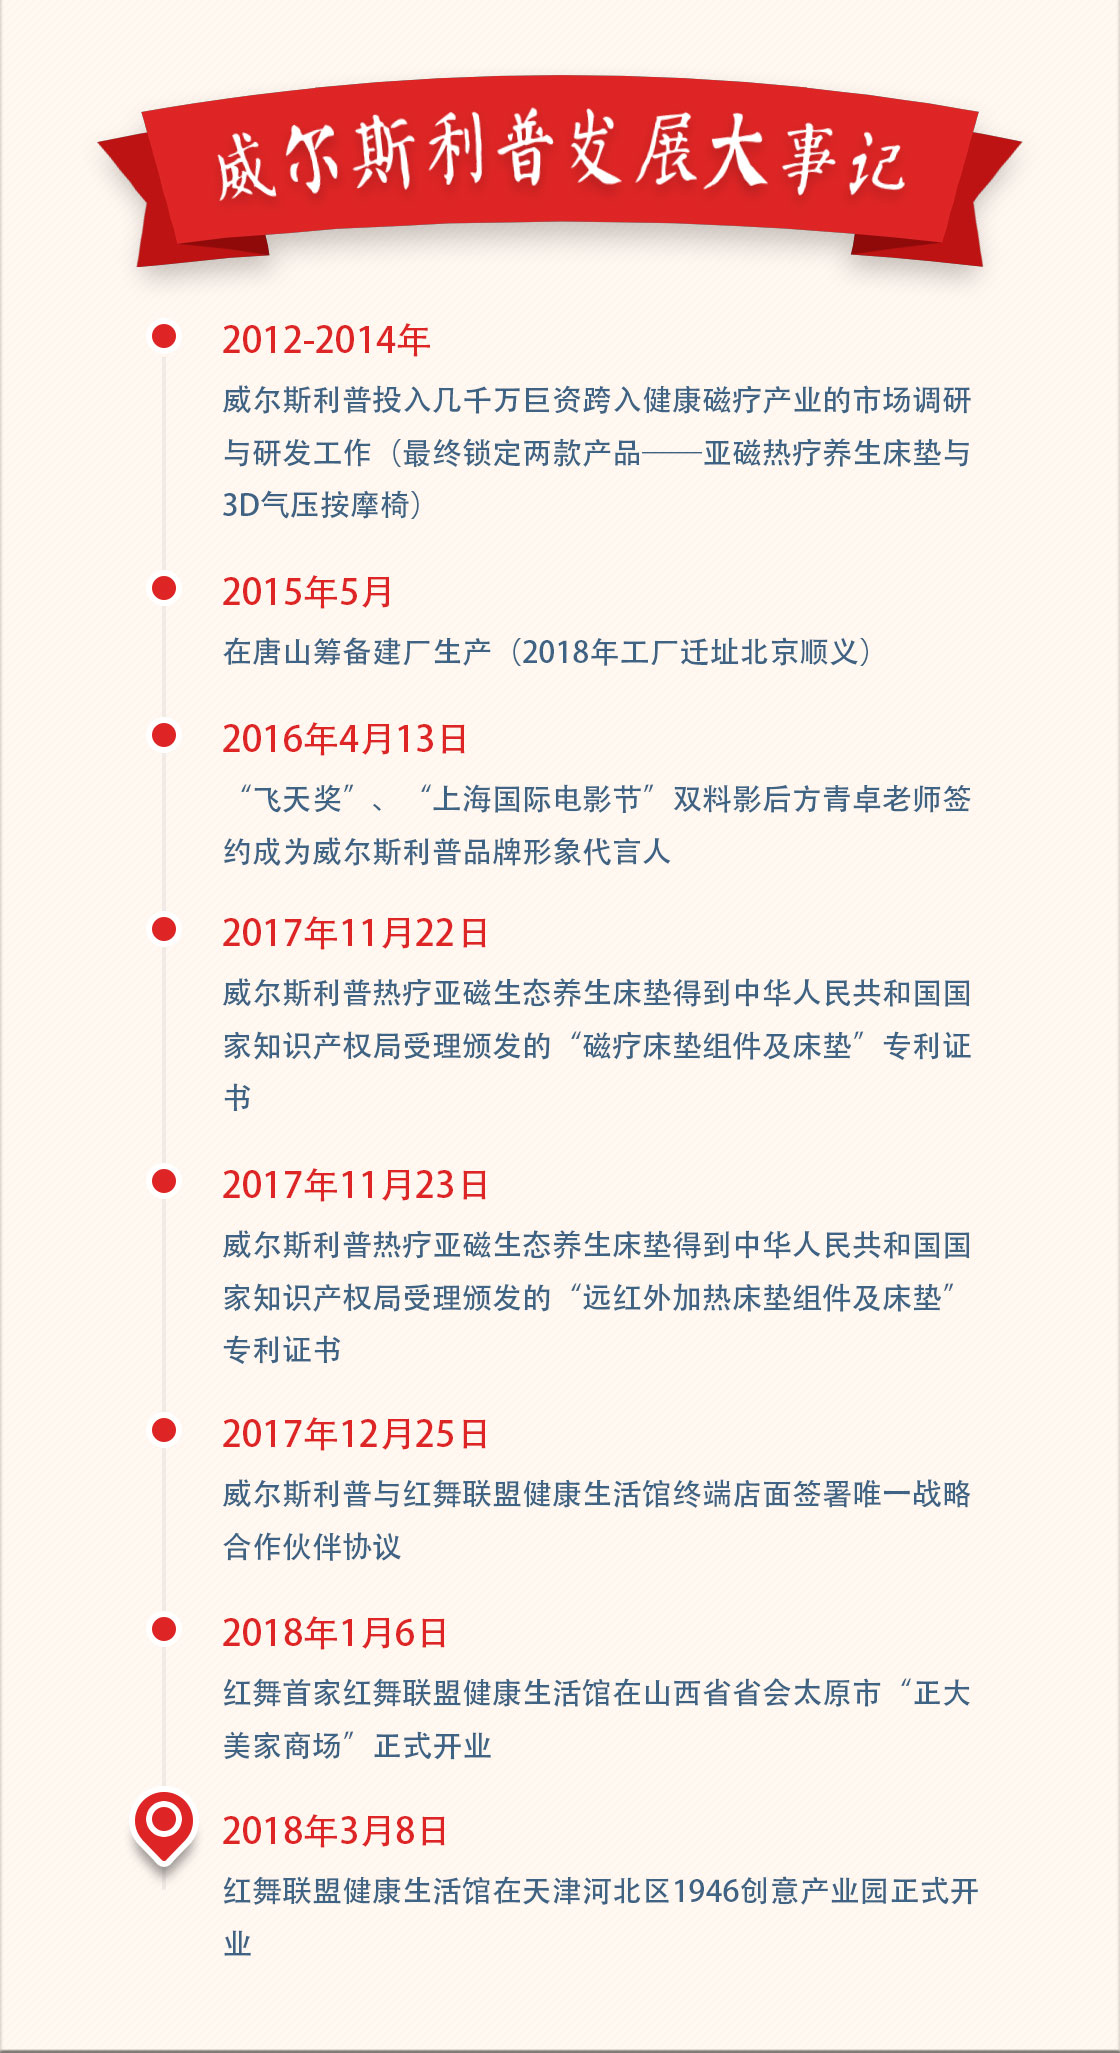 威尔斯利普发展大事记
2012-2014年
威尔斯利普投入几千万巨资跨入健康磁疗产业的市场调研
与研发工作（最终锁定两款产品——亚磁热疗养生床垫与
3D气压按摩椅）
2015年5月
在唐山筹备建厂生产（2018年工厂迁址北京顺义）
2016年4月13日
“飞天奖”、“上海国际电影节”双料影后方青卓老师签
约成为威尔斯利普品牌形象代言人
2017年11月22日
威尔斯利普热疗亚磁生态养生床垫得到中华人民共和国国
家知识产权局受理颁发的“磁疗床垫组件及床垫”专利证
书
2017年11月23日
威尔斯利普热疗亚磁生态养生床垫得到中华人民共和国国
家知识产权局受理颁发的“远红外加热床垫组件及床垫”
专利证书
2017年12月25日
威尔斯利普与红舞联盟健康生活馆终端店面签署唯一战略
合作伙伴协议
2018年1月6日
红舞首家红舞联盟健康生活馆在山西省省会太原市“正大
美家商场”正式开业
2018年3月8日
红舞联盟健康生活馆在天津河北区1946创意产业园正式开
业